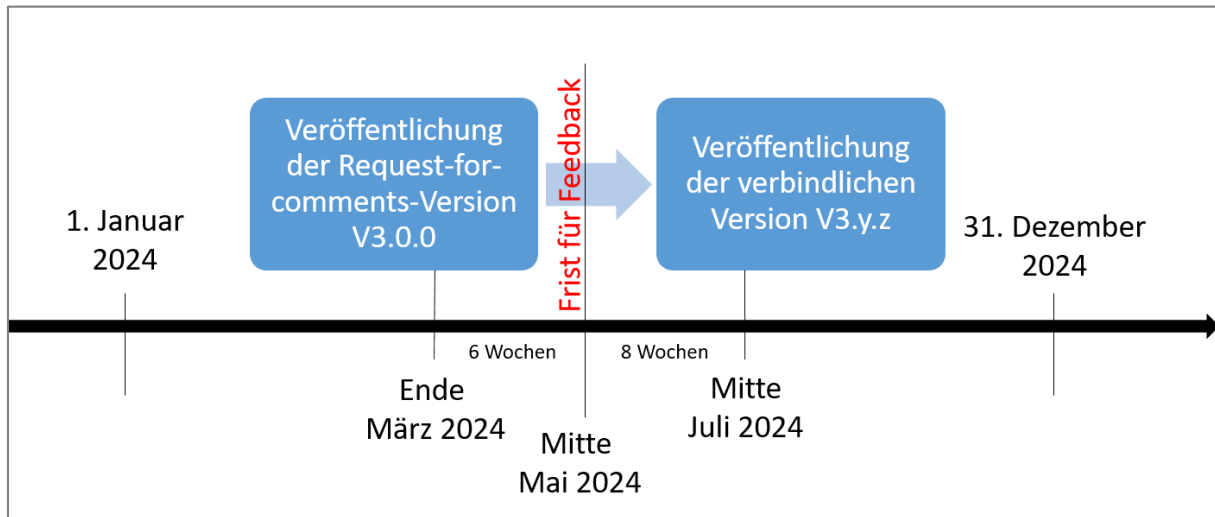 Veröffentlichung
der Request-for-
comments-Version
V3.0.0
Frist für Feedback
Veröffentlichung
der verbindlichen
Version V3.y.z
1. Januar
2024
31. Dezember
2024
6 Wochen
8 Wochen
Ende
März 2024
Mitte
Mai 2024
Mitte
Juli 2024